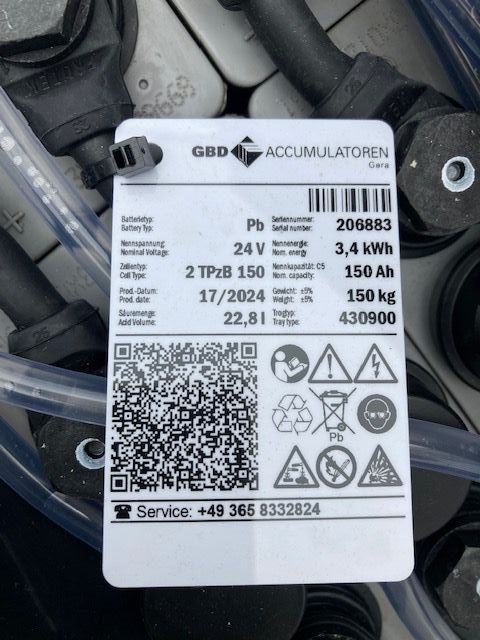 GBD ACCUMULATOREN
Gera
Batterietyp: Pb Seriennummer: 206883
Battery Typ: Serial number:
Nennspannung: 24 V Nennenergie: 3,4 kWh
Nominal Voltage: Nom. energy
Zellentyp: 2 TPzB 150 Nennkapazität: C5 150 Ah
Cell Type: Nom. capacity:
Prod.-Datum: 17/2024 Gewicht: ±5% 150 kg
Prod. date: Weight: ±5%
Säuremenge: 22,8 l Trogtyp: 430900
Acid Volume: Tray type:
Pb
Service: +49 365 8332824